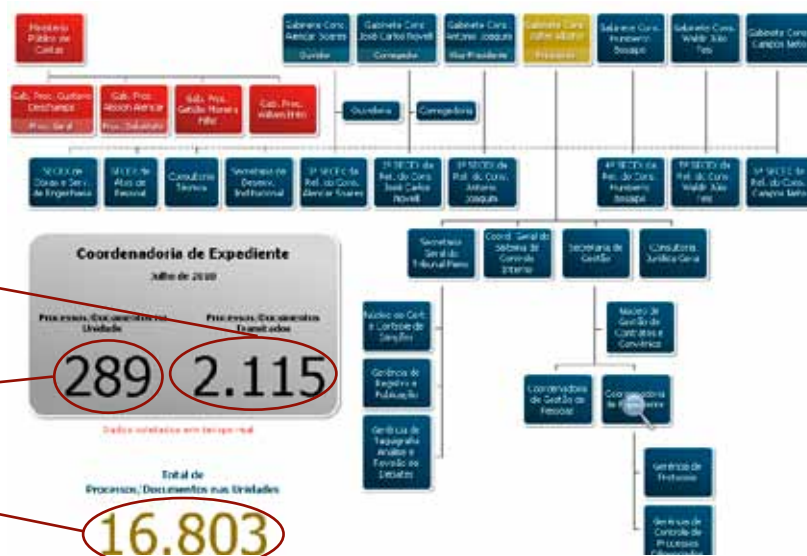 Ministério
Público de
Contas
Gabinete Cons.
Alencar Soares
Ouvidor
Gabinete Cons.
José Carlos Novelli
Corregedor
Gabinete Cons.
Antonio Joaquim
Vice-Presidente
Gabinete Cons.
Valter Albano
Presidente
Gabinete Cons.
Humberto
Bosaipo
Gabinete Cons.
Waldir Júlio
Teis
Gabinete Cons.
Campos Neto
Gab. Proc. Gustavo
Deschamps
Proc. Geral
Gab. Proc.
Alisson Alencar
Proc. Substituto
Gab. Proc.
Getúlio Moreira
Filho
Gab. Proc.
William Brito
Ouvidoria
Corregedoria
SECEX de
Obras e Serv.
de Engenharia
SECEX de
Atos de
Pessoal
Consultoria
Técnica
Secretaria de
Desenv.
Institucional
Rel. do Cons.
Alencar Soares
SECEX da
Rel. do Cons.
José Carlos
Novelli
SECEX da
Rel. do Cons.
Antonio
Joaquim
SECEX da
Rel. do Cons.
Humberto
Bosaipo
SECEX da
Rel. do Cons.
Waldir Júlio
Teis
SECEX da
Rel. do Cons.
Campos Neto
Coordenadoria de Expediente
Julho de 2010
Processos/Documentos na
Unidade
289
Processos/Documentos
Tramitados
2.115
Dados coletados em tempo real
Total de
Processos/Documentos nas Unidades
16.803
Secretaria
Geral do
Tribunal Pleno
Coord. Geral do
Sistema de
Controle
Interno
Secretaria de
Gestão
Consultoria
Jurídica Geral
Núcleo de Cert.
e Controle de
Sanções
Gerência de
Registro e
Publicação
Gerência de
Taquigrafia
Análise e
Revisão de
Debates
Núcleo de
Gestão de
Contratos e
Convênios
Coordenadoria
de Gestão de
Pessoas
Coordenadoria
de Expediente
Gerência de
Protocolo
Gerência de
Controle de
Processos